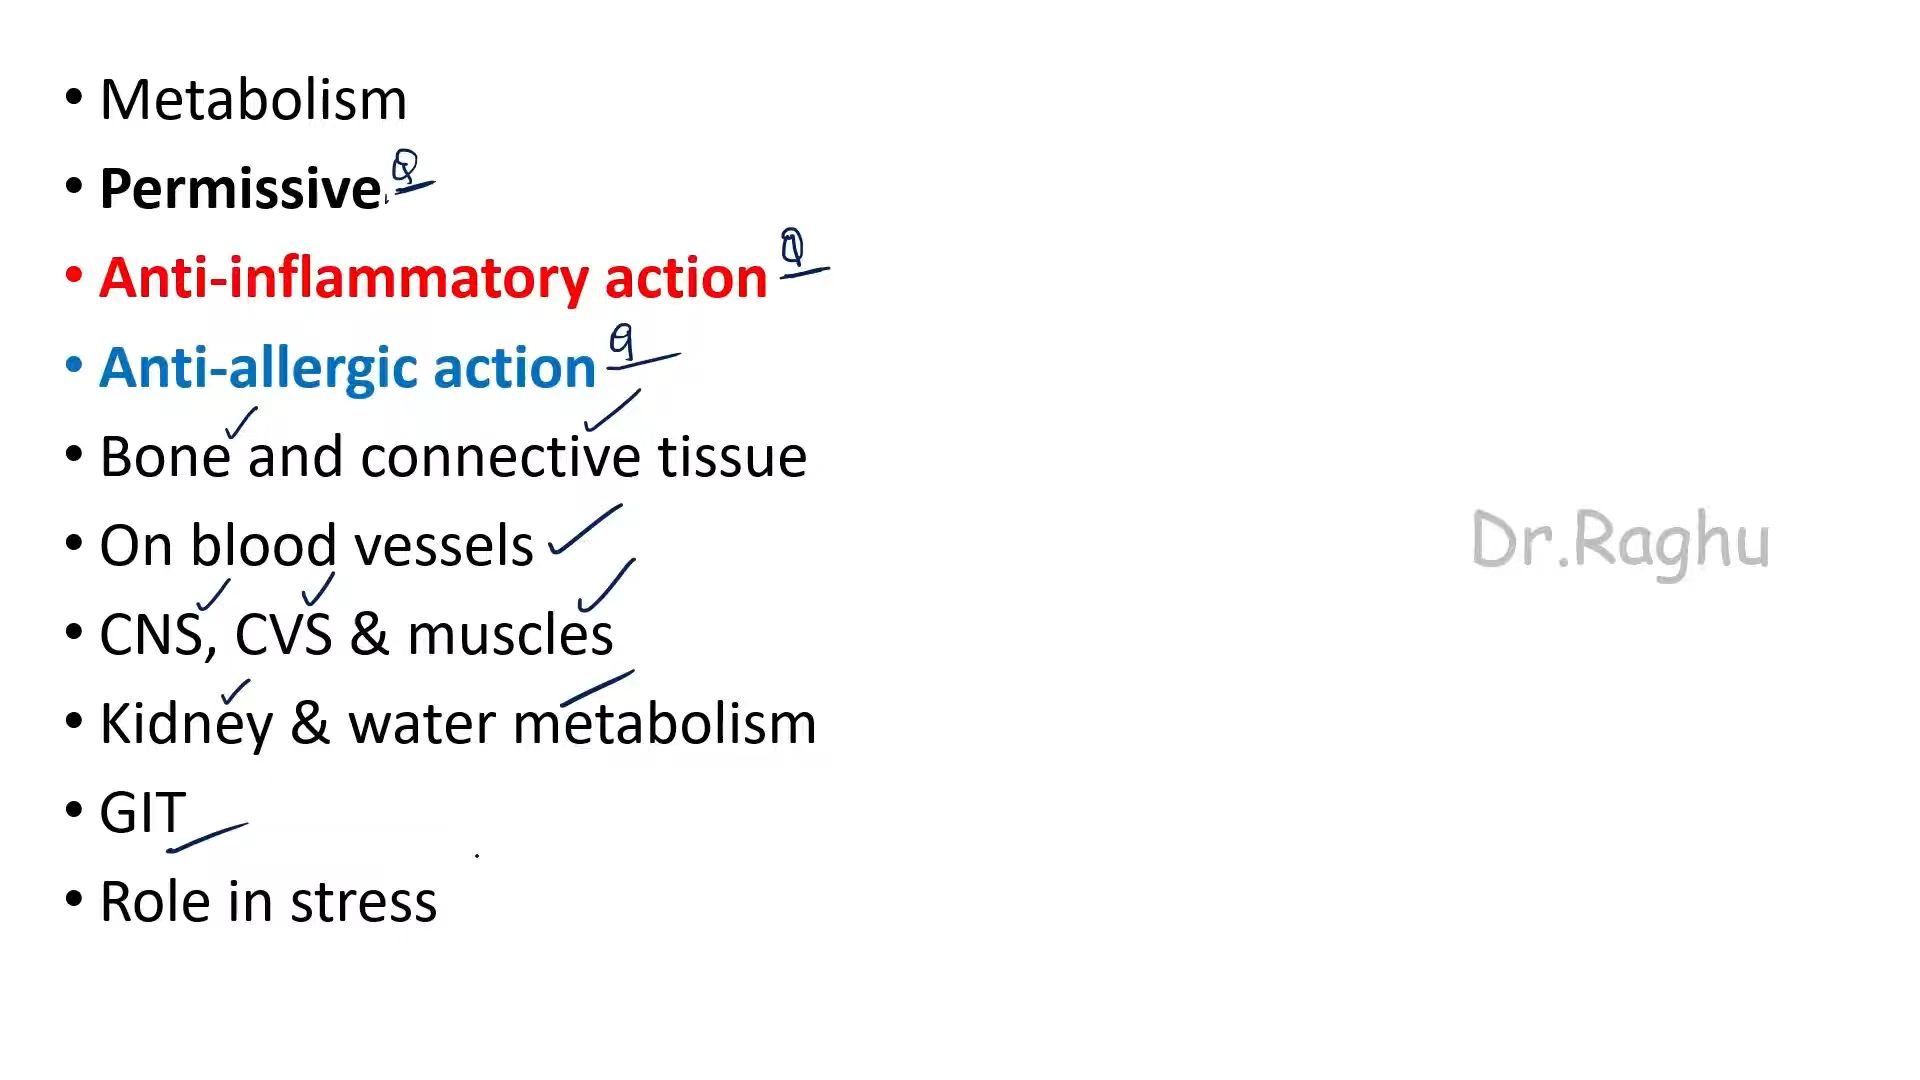 • Metabolism
• Permissive Q
• Anti-inflammatory action Q
• Anti-allergic action Q
• Bone and connective tissue
• On blood vessels
• CNS, CVS & muscles
• Kidney & water metabolism
• GIT
• Role in stress
Dr.Raghu